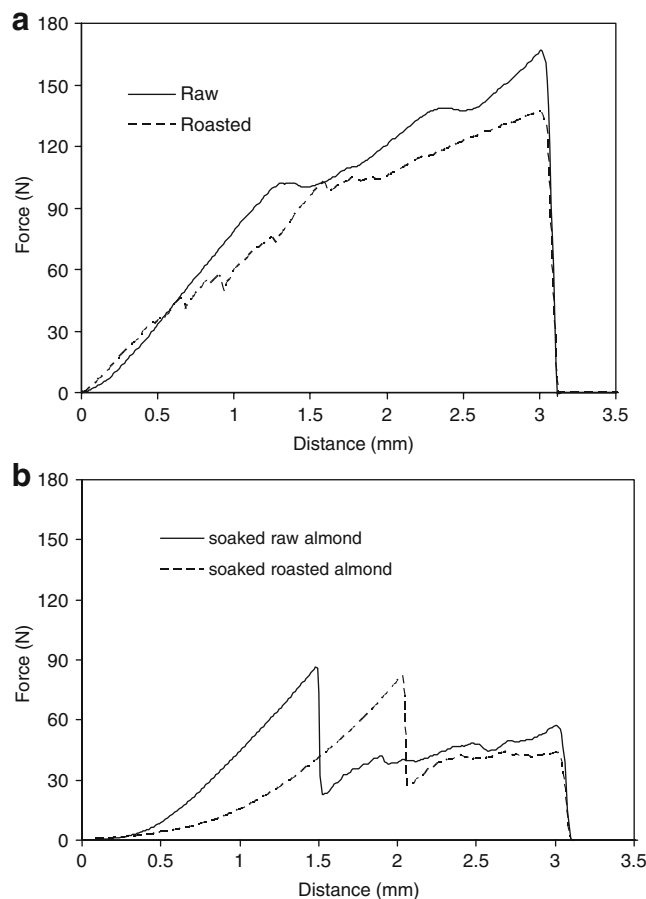 a
180
150
120
90
60
30
0
Force (N)
Raw
Roasted
0 0.5 1 1.5 2 2.5 3 3.5
Distance (mm)
b
180
150
120
90
60
30
0
Force (N)
soaked raw almond
soaked roasted almond
0 0.5 1 1.5 2 2.5 3 3.5
Distance (mm)